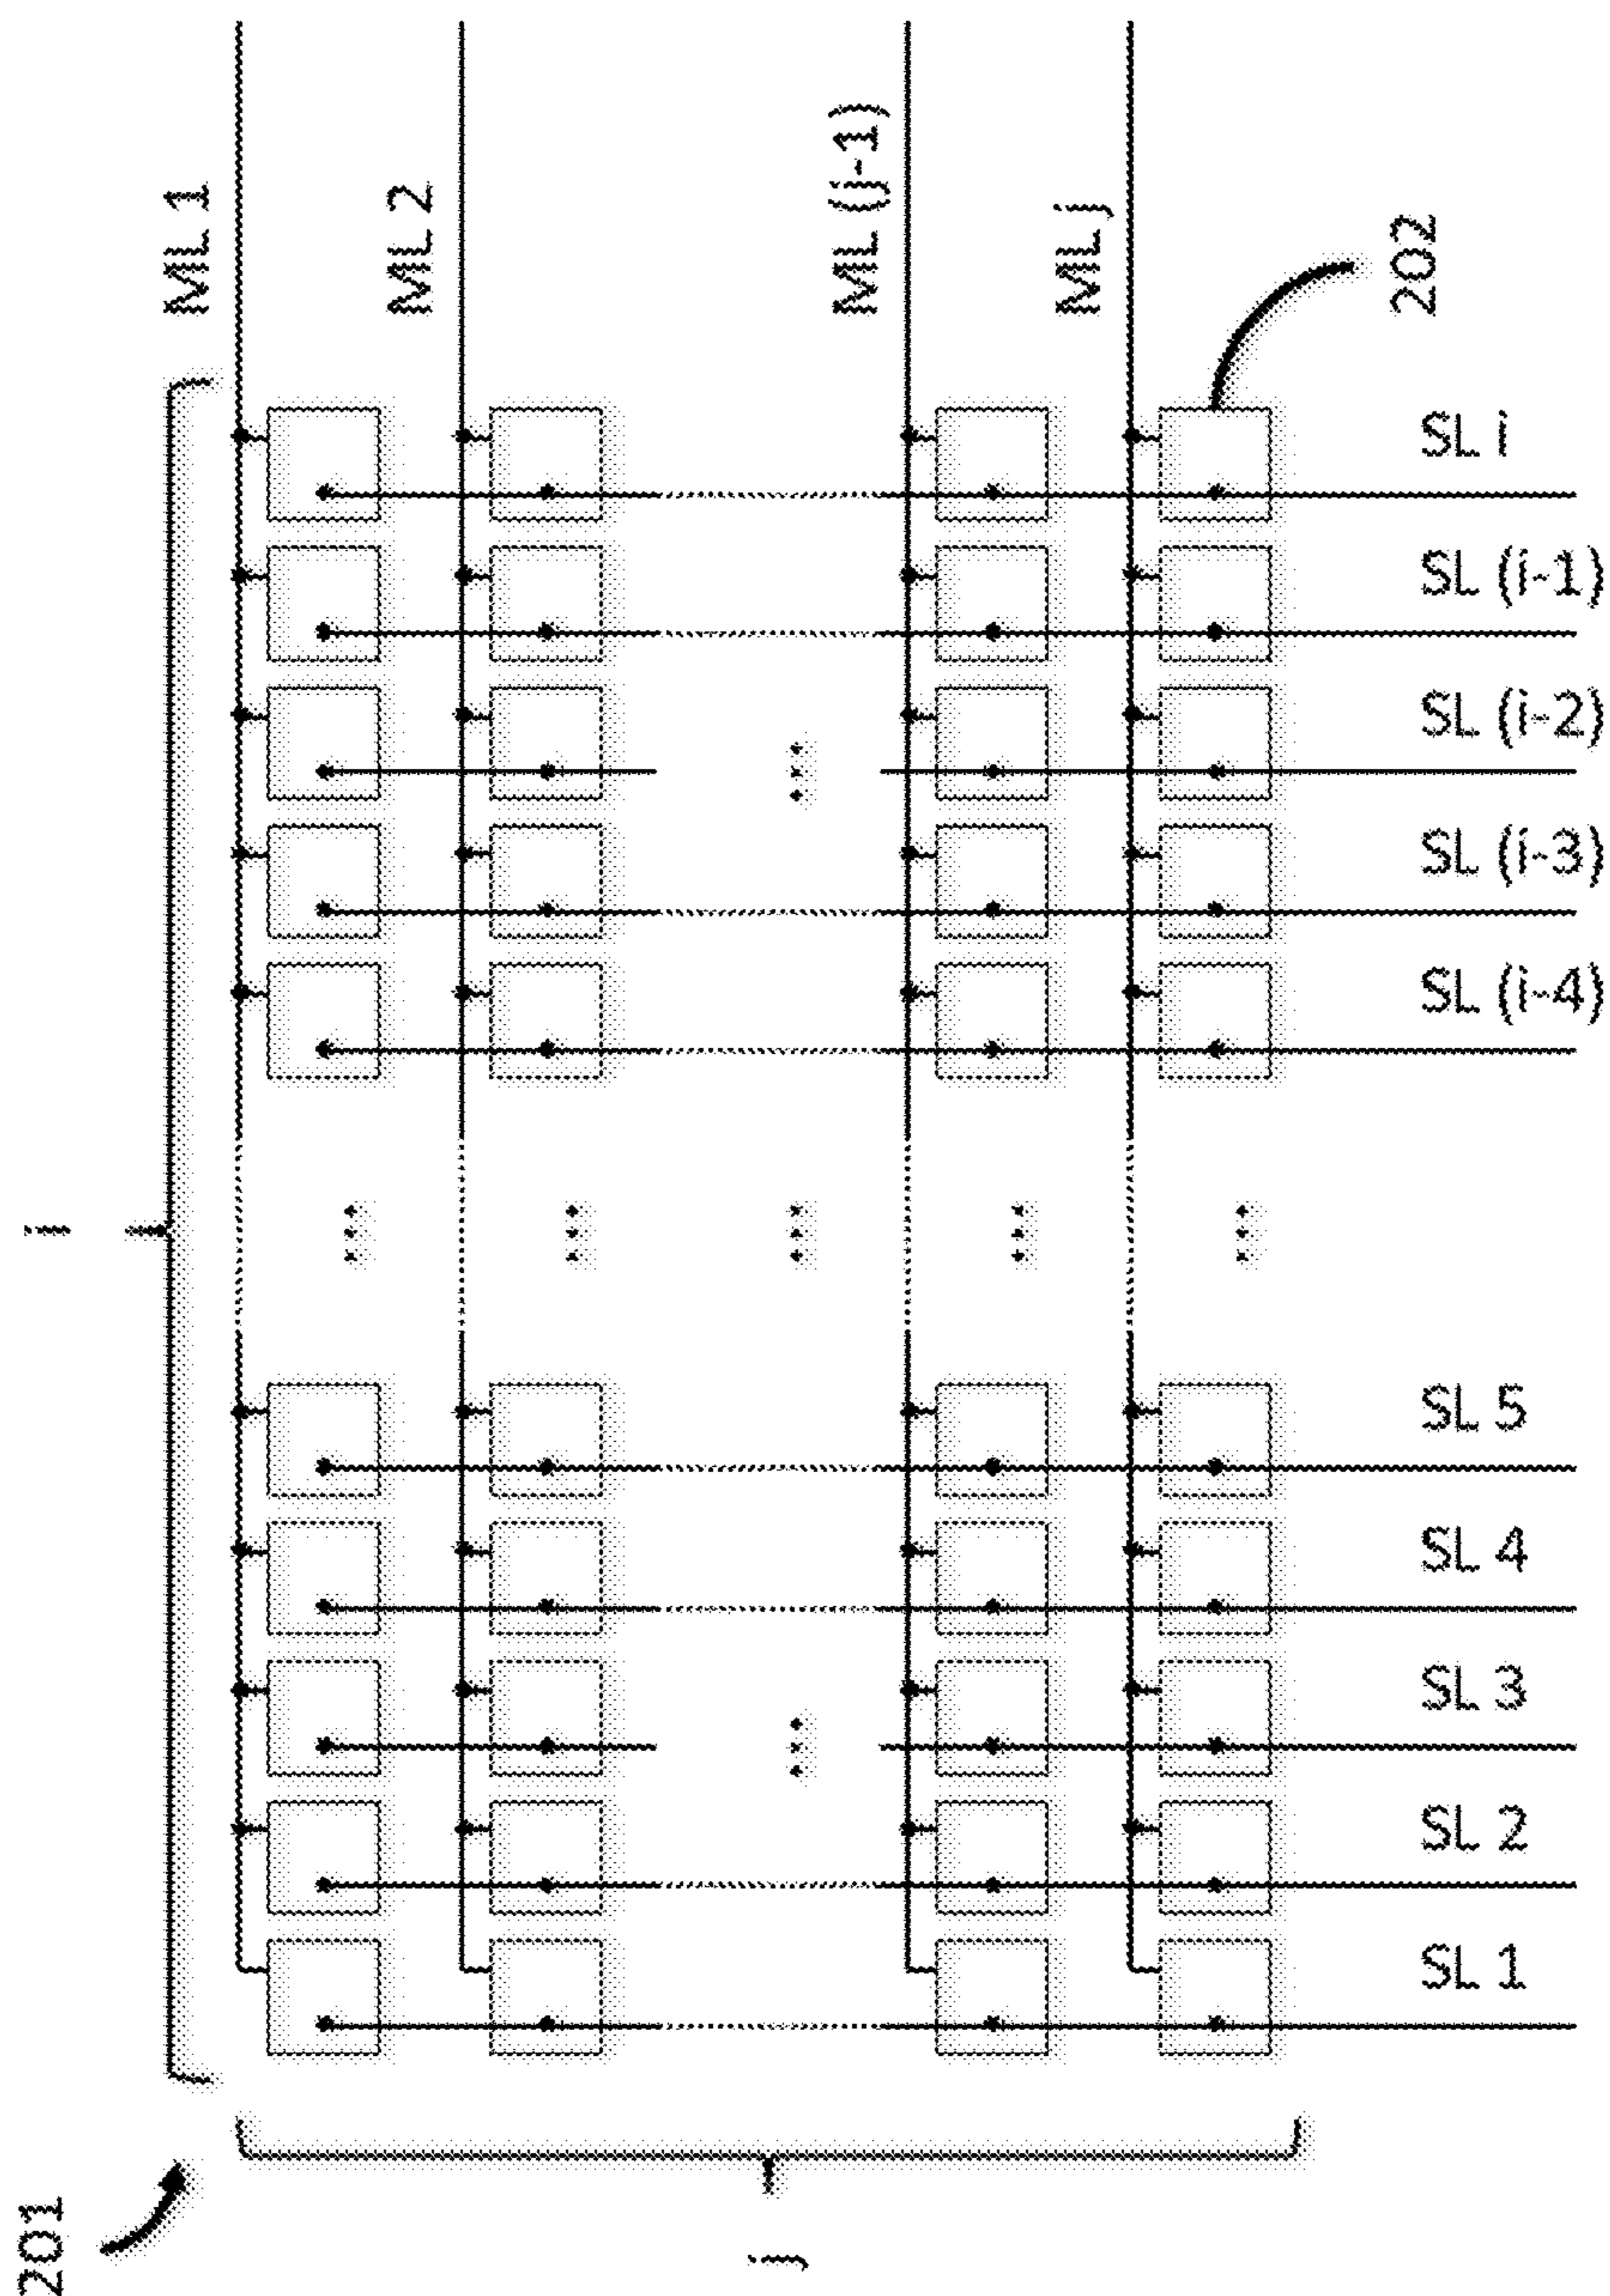 201
i
j
ML 1
ML 2
ML (j-1)
ML j
202
SL i
SL (i-1)
SL (i-2)
SL (i-3)
SL (i-4)
SL 5
SL 4
SL 3
SL 2
SL 1